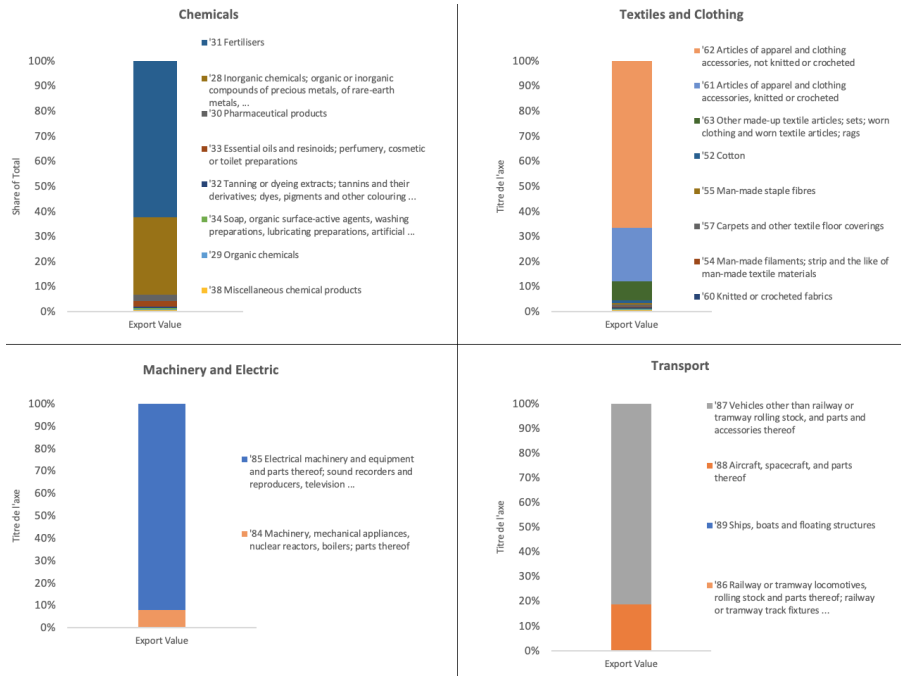 Chemicals
100%
90%
80%
70%
60%
50%
40%
30%
20%
10%
0%
Share of Total
Export Value
'31 Fertilisers
'28 Inorganic chemicals; organic or inorganic
compounds of precious metals, of rare-earth
metals, ...
'30 Pharmaceutical products
'33 Essential oils and resinoids; perfumery, cosmetic
or toilet preparations
'32 Tanning or dyeing extracts; tannins and their
derivatives; dyes, pigments and other colouring ...
'34 Soap, organic surface-active agents, washing
preparations, lubricating preparations, artificial ...
'29 Organic chemicals
'38 Miscellaneous chemical products
Textiles and Clothing
100%
90%
80%
70%
60%
50%
40%
30%
20%
10%
0%
Titre de l'axe
Export Value
'62 Articles of apparel and clothing
accessories, not knitted or crocheted
'61 Articles of apparel and clothing
accessories, knitted or crocheted
'63 Other made-up textile articles; sets; worn
clothing and worn textile articles; rags
'52 Cotton
'55 Man-made staple fibres
'57 Carpets and other textile floor coverings
'54 Man-made filaments; strip and the like of
man-made textile materials
'60 Knitted or crocheted fabrics
Machinery and Electric
100%
90%
80%
70%
60%
50%
40%
30%
20%
10%
0%
Titre de l'axe
Export Value
'85 Electrical machinery and equipment
and parts thereof; sound recorders and
reproducers, television ...
'84 Machinery, mechanical appliances,
nuclear reactors, boilers; parts thereof
Transport
100%
90%
80%
70%
60%
50%
40%
30%
20%
10%
0%
Titre de l'axe
Export Value
'87 Vehicles other than railway or
tramway rolling stock, and parts and
accessories thereof
'88 Aircraft, spacecraft, and parts
thereof
'89 Ships, boats and floating structures
'86 Railway or tramway locomotives,
rolling stock and parts thereof; railway
or tramway track fixtures ...